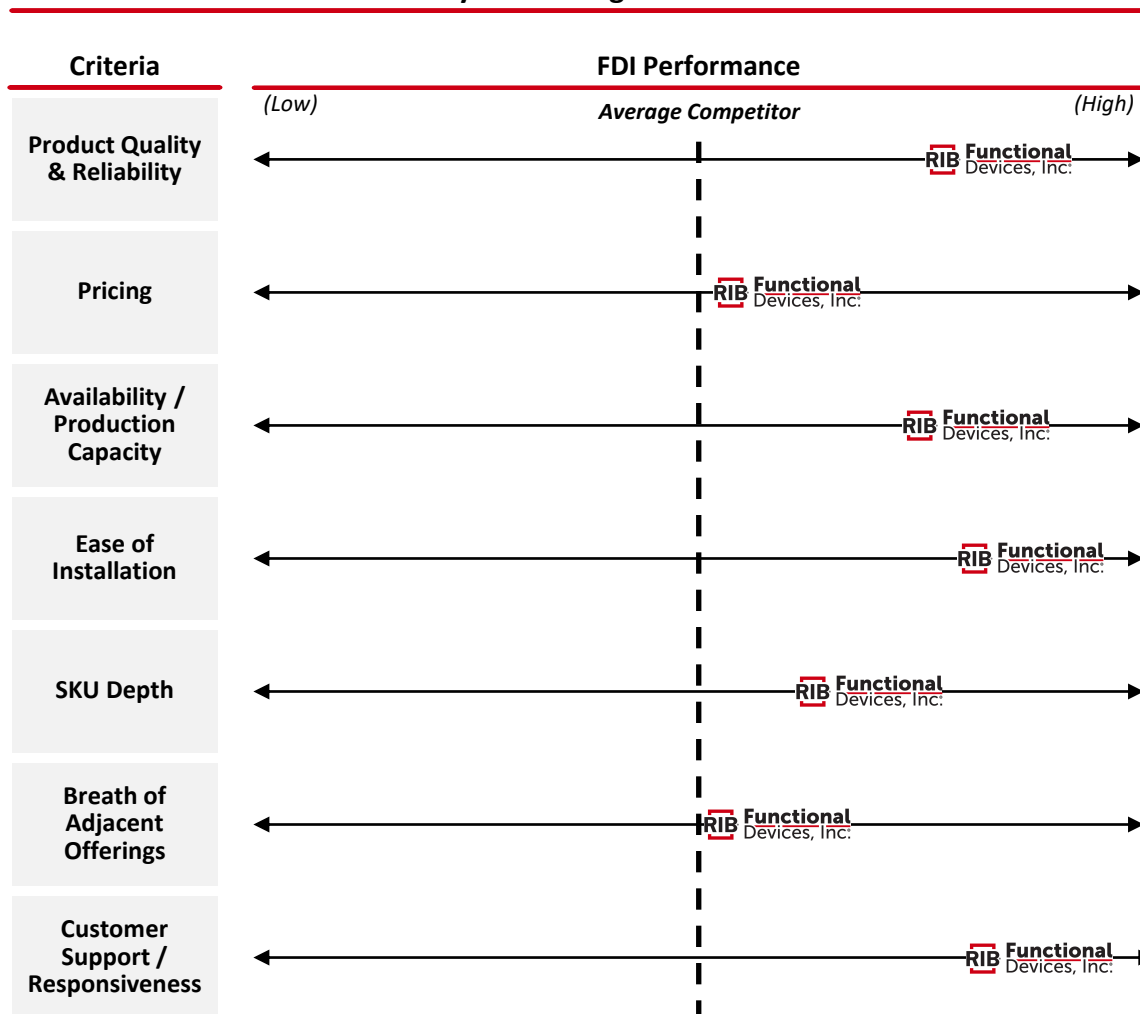 Criteria
FDI Performance
(Low)
Average Competitor
(High)
Product Quality
& Reliability
RIB Functional
Devices, Inc.
Pricing
RIB Functional
Devices, Inc.
Availability /
Production
Capacity
RIB Functional
Devices, Inc.
Ease of
Installation
RIB Functional
Devices, Inc.
SKU Depth
RIB Functional
Devices, Inc.
Breath of
Adjacent
Offerings
RIB Functional
Devices, Inc.
Customer
Support /
Responsiveness
RIB Functional
Devices, Inc.